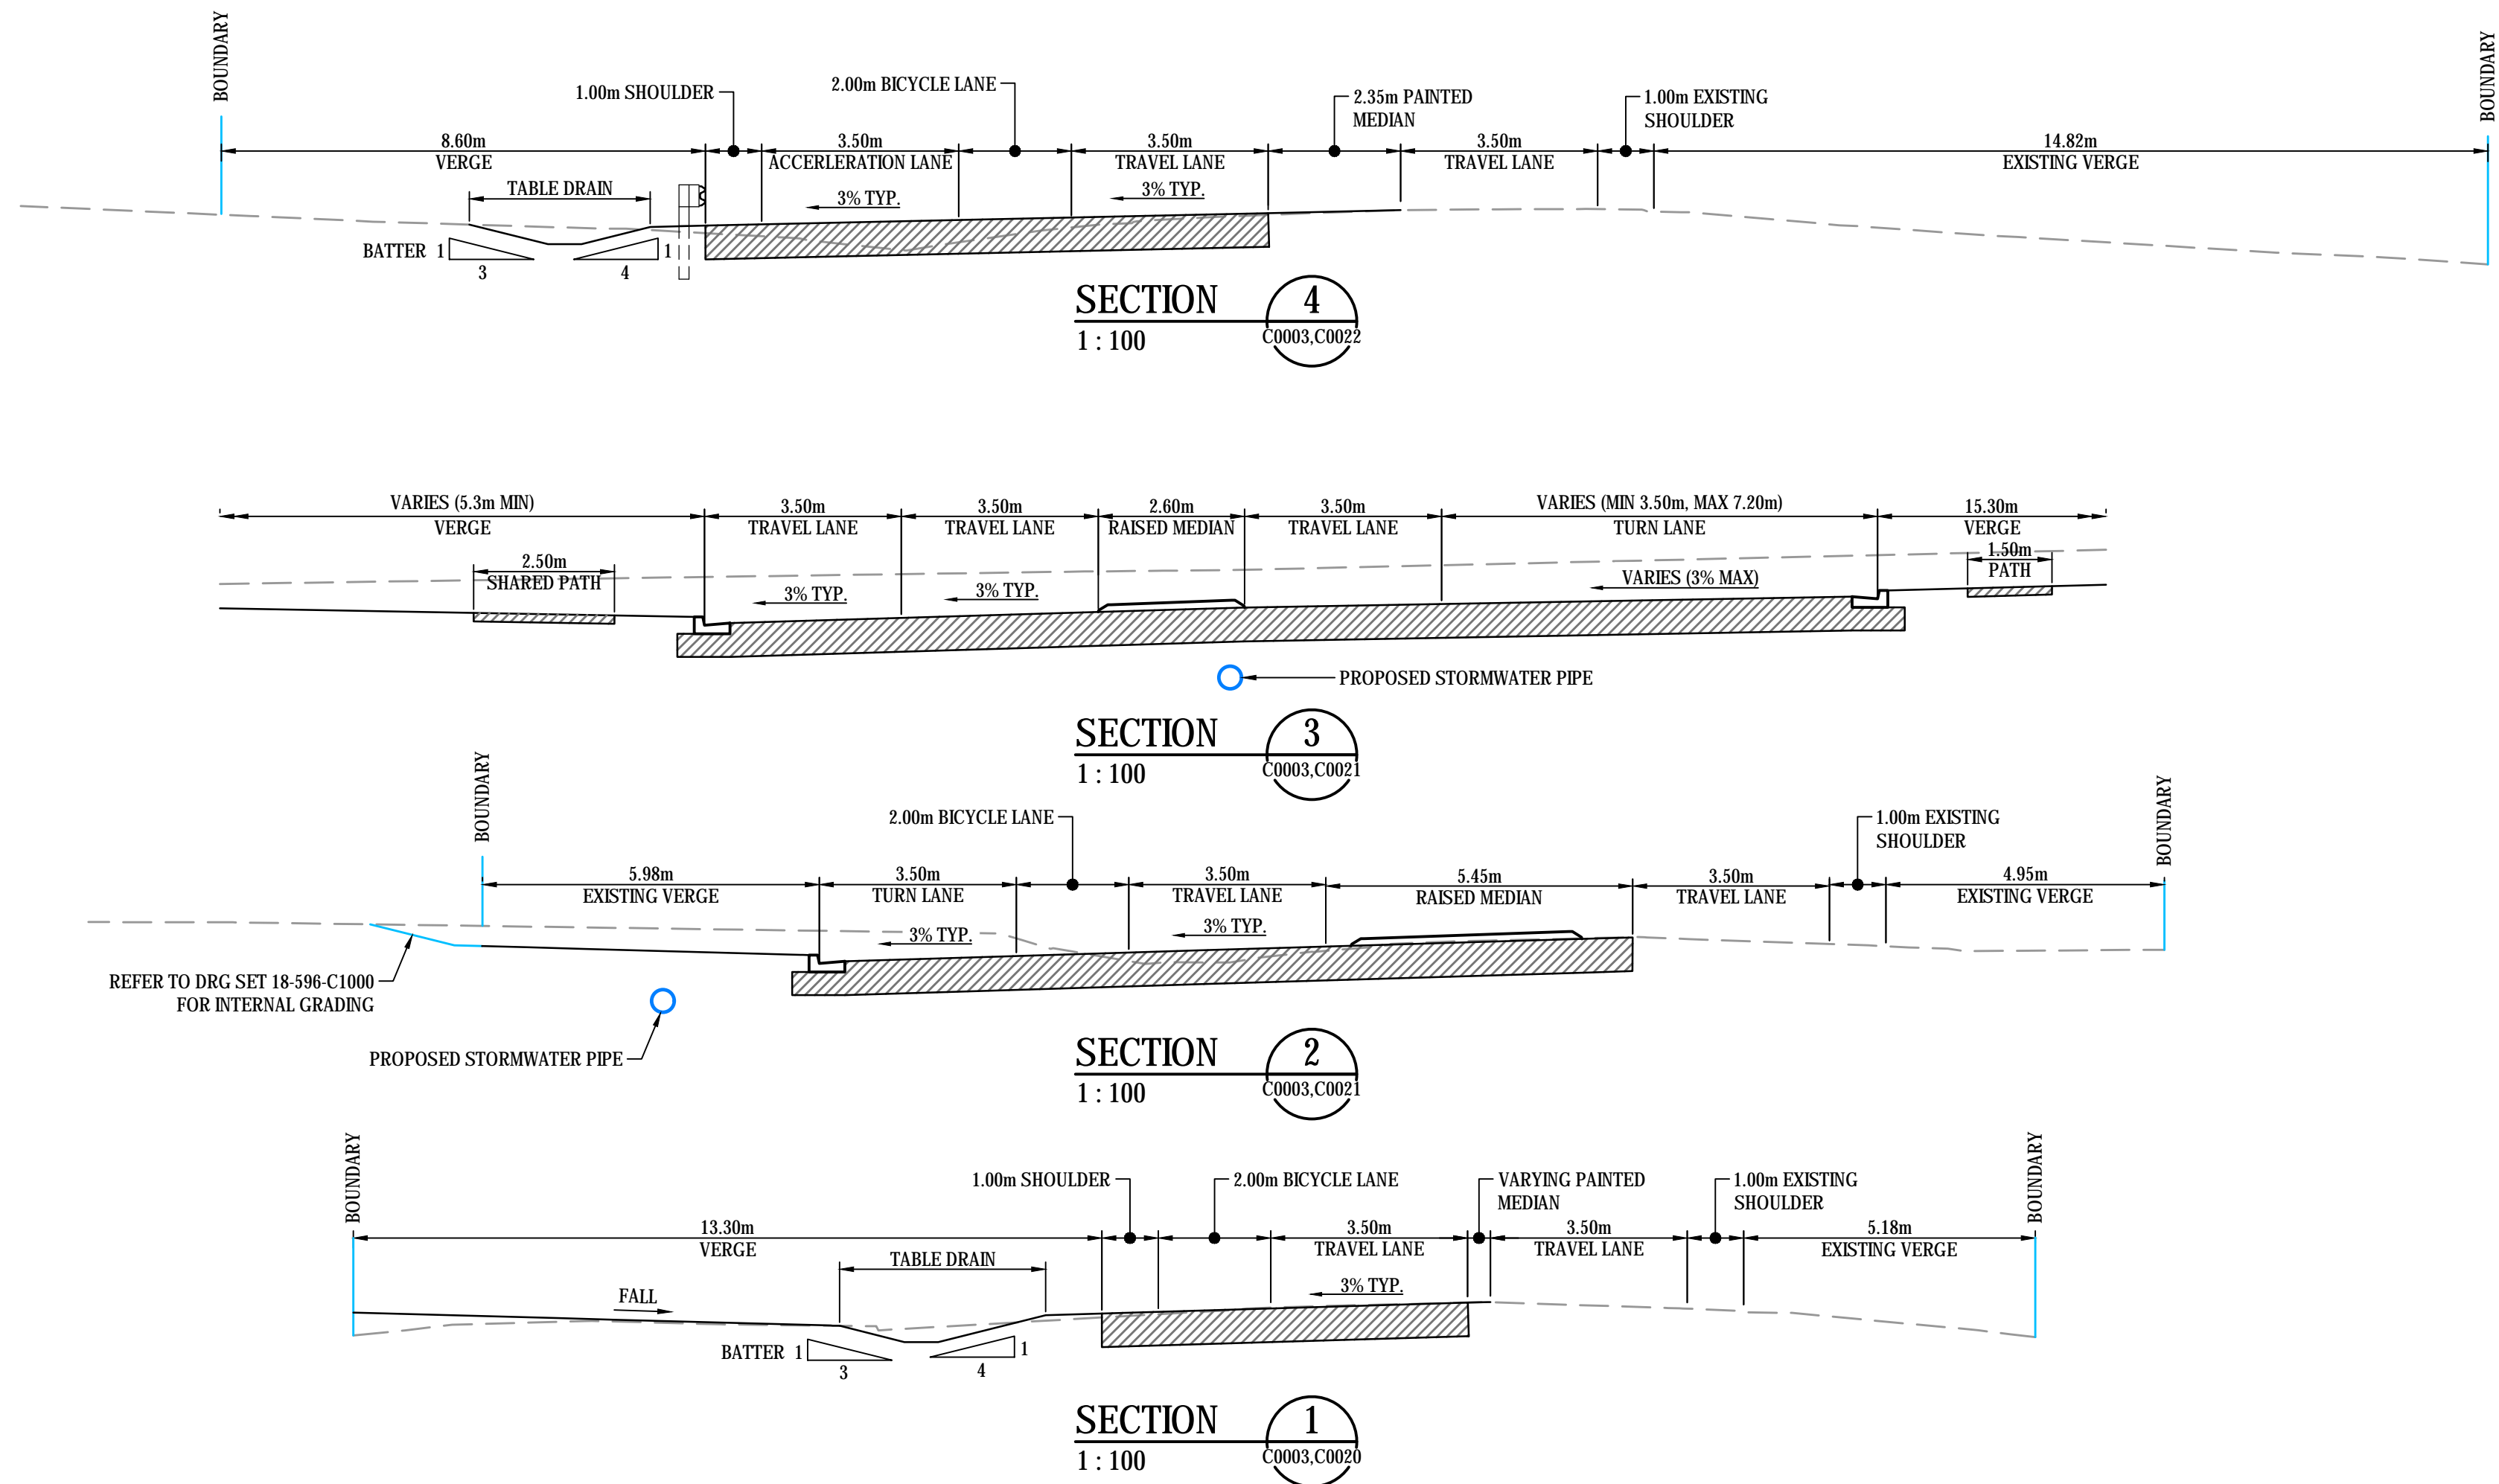 BOUNDARY
BOUNDARY
1.00m SHOULDER
2.00m BICYCLE LANE
2.35m PAINTED
MEDIAN
1.00m EXISTING
SHOULDER
8.60m
VERGE
3.50m
ACCERLERATION LANE
3.50m
TRAVEL LANE
3.50m
TRAVEL LANE
14.82m
EXISTING VERGE
TABLE DRAIN
3% TYP.
3% TYP.
BATTER 1
3
1
4
SECTION
4
1 : 100
C0003,C0022
VARIES (5.3m MIN)
VERGE
3.50m
TRAVEL LANE
3.50m
TRAVEL LANE
2.60m
RAISED MEDIAN
3.50m
TRAVEL LANE
VARIES (MIN 3.50m, MAX 7.20m)
TURN LANE
15.30m
VERGE
2.50m
SHARED PATH
1.50m
PATH
3% TYP.
3% TYP.
VARIES (3% MAX)
PROPOSED STORMWATER PIPE
SECTION
3
1 : 100
C0003,C0021
BOUNDARY
BOUNDARY
2.00m BICYCLE LANE
1.00m EXISTING
SHOULDER
5.98m
EXISTING VERGE
3.50m
TURN LANE
3.50m
TRAVEL LANE
5.45m
RAISED MEDIAN
3.50m
TRAVEL LANE
4.95m
EXISTING VERGE
3% TYP.
3% TYP.
REFER TO DRG SET 18-596-C1000
FOR INTERNAL GRADING
PROPOSED STORMWATER PIPE
SECTION
2
1 : 100
C0003,C0021
BOUNDARY
BOUNDARY
1.00m SHOULDER
2.00m BICYCLE LANE
VARYING PAINTED
MEDIAN
1.00m EXISTING
SHOULDER
13.30m
VERGE
3.50m
TRAVEL LANE
3.50m
TRAVEL LANE
5.18m
EXISTING VERGE
TABLE DRAIN
FALL
3% TYP.
BATTER 1
3
1
4
SECTION
1
1 : 100
C0003,C0020